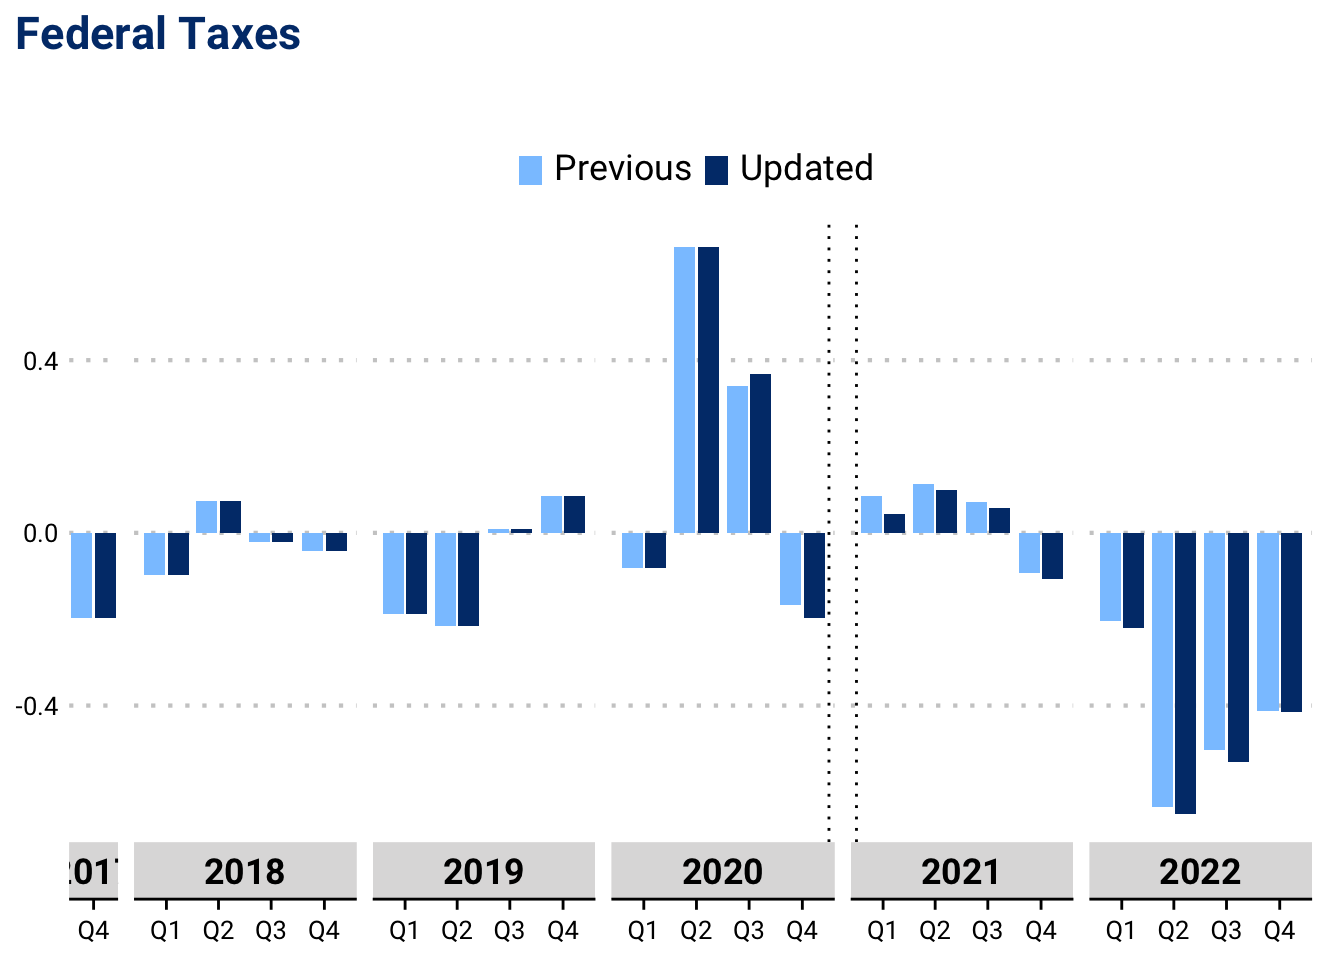 Federal Taxes
Previous Updated
0.4
0.0
-0.4
2018 2019 2020 2021 2022
Q4 Q1 Q2 Q3 Q4 Q1 Q2 Q3 Q4 Q1 Q2 Q3 Q4 Q1 Q2 Q3 Q4 Q1 Q2 Q3 Q4